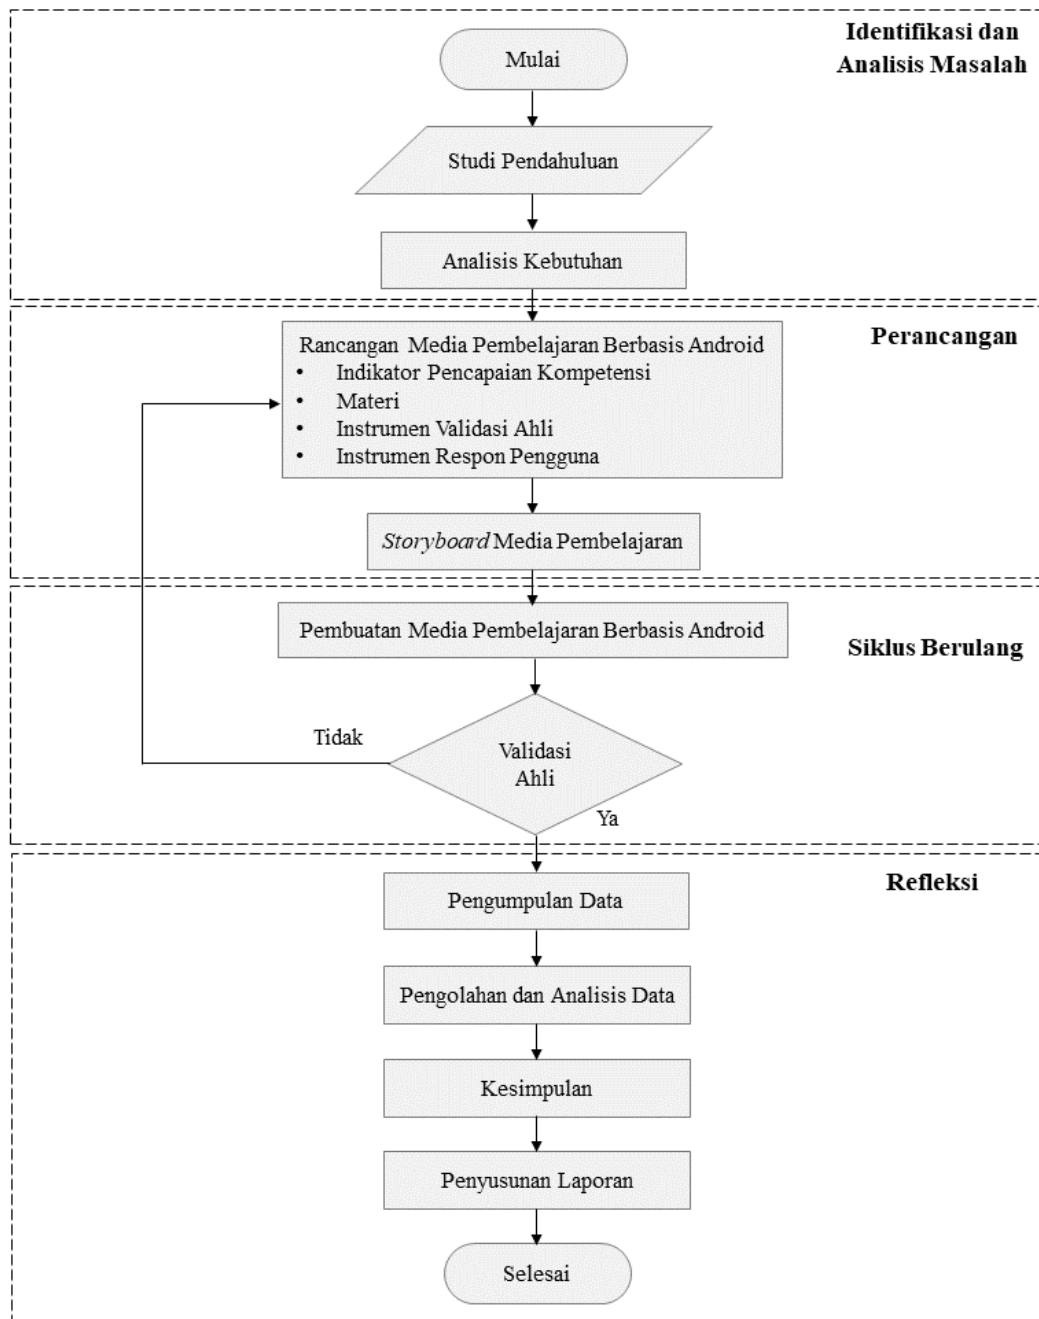 Identifikasi dan
Analisis Masalah
Mulai
Studi Pendahuluan
Analisis Kebutuhan
Perancangan
Rancangan Media Pembelajaran Berbasis Android
• Indikator Pencapaian Kompetensi
• Materi
• Instrumen Validasi Ahli
• Instrumen Respon Pengguna
Storyboard Media Pembelajaran
Siklus Berulang
Pembuatan Media Pembelajaran Berbasis Android
Tidak
Validasi
Ahli
Ya
Refleksi
Pengumpulan Data
Pengolahan dan Analisis Data
Kesimpulan
Penyusunan Laporan
Selesai